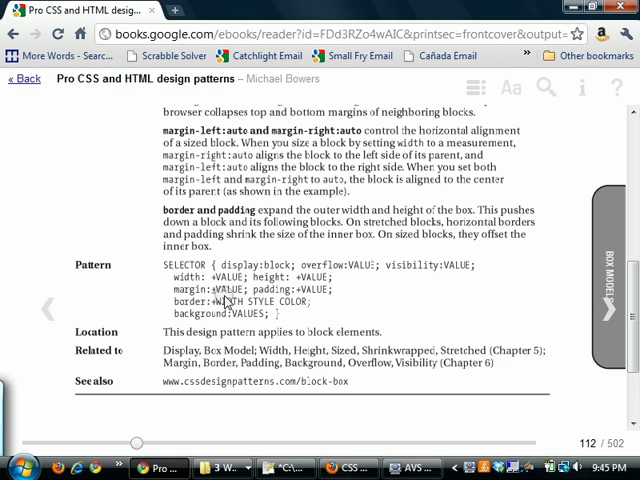 Pro CSS and HTML desig...
books.google.com/ebooks/reader?id=FDd3RZo4wAIC&printsec=frontcover&output=
More Words - Search Scrabble Solver Catchlight Email Small Fry Email Cañada Email » Other bookmarks
« Back Pro CSS and HTML design patterns – Michael Bowers Aa i ?
browser collapses top and bottom margins of neighboring blocks.
margin-left:auto and margin-right:auto control the horizontal alignment
of a sized block. When you size a block by setting width to a measurement,
margin-right:auto aligns the block to the left side of its parent, and
margin-left:auto aligns the block to the right side. When you set both
margin-left and margin-right to auto, the block is aligned to the center
of its parent (as shown in the example).
border and padding expand the outer width and height of the box. This pushes
down a block and its following blocks. On stretched blocks, horizontal borders
and padding shrink the size of the inner box. On sized blocks, they offset the
inner box.
Pattern SELECTOR { display:block; overflow:VALUE; visibility:VALUE;
width: +VALUE; height: +VALUE;
margin:±VALUE; padding:+VALUE;
border:+WIDTH STYLE COLOR;
background:VALUES; }
Location This design pattern applies to block elements.
Related to Display, Box Model; Width, Height, Sized, Shrinkwrapped, Stretched (Chapter 5);
Margin, Border, Padding, Background, Overflow, Visibility (Chapter 6)
See also www.cssdesignpatterns.com/block-box
BOX MODELS
112 / 502
Pro ... 3 W... *C:\... CSS ... AVS ... 9:45 PM